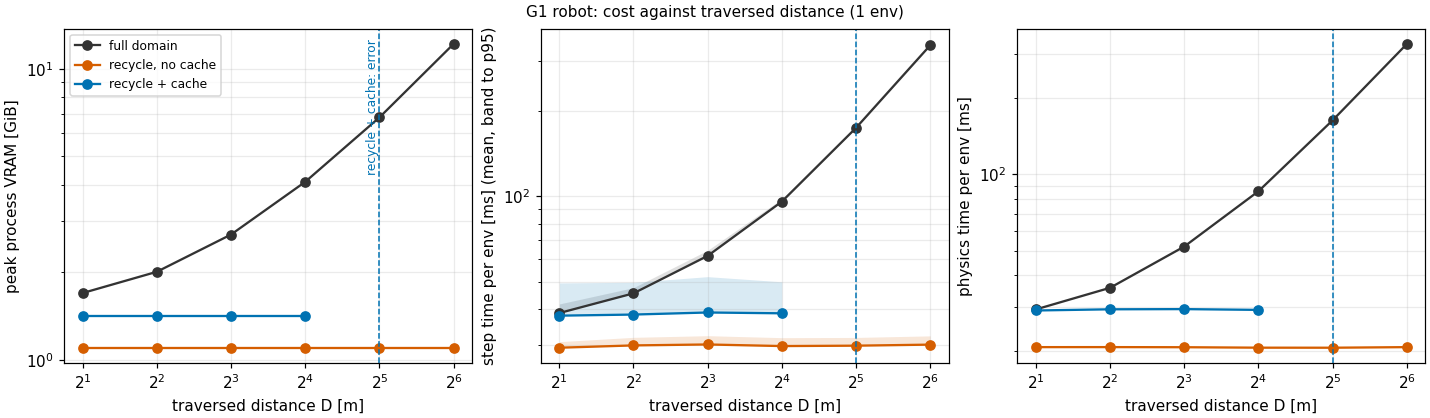 G1 robot: cost against traversed distance (1 env)
peak process VRAM [GiB]
10¹
10⁰
full domain
recycle, no cache
recycle + cache
recycle + cache: error
2¹ 2² 2³ 2⁴ 2⁵ 2⁶
traversed distance D [m]
step time per env [ms] (mean, band to p95)
10²
2¹ 2² 2³ 2⁴ 2⁵ 2⁶
traversed distance D [m]
physics time per env [ms]
10²
2¹ 2² 2³ 2⁴ 2⁵ 2⁶
traversed distance D [m]